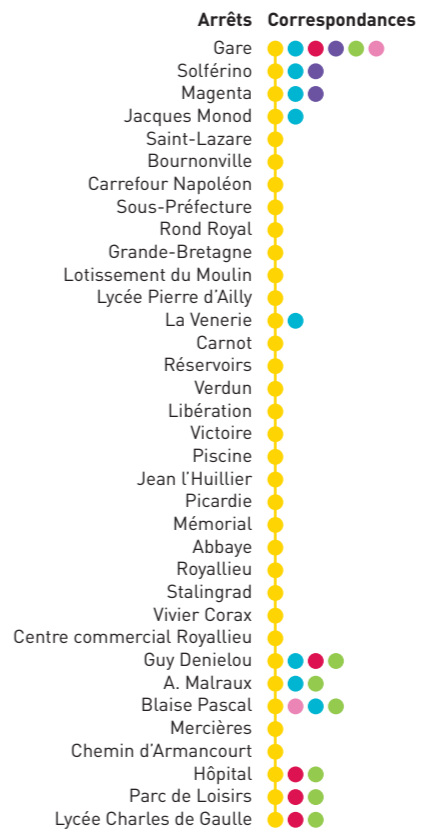 Arrêts Correspondances
Gare
Solférino
Magenta
Jacques Monod
Saint-Lazare
Bournonville
Carrefour Napoléon
Sous-Préfecture
Rond Royal
Grande-Bretagne
Lotissement du Moulin
Lycée Pierre d'Ailly
La Venerie
Carnot
Réservoirs
Verdun
Libération
Victoire
Piscine
Jean l'Huillier
Picardie
Mémorial
Abbaye
Royallieu
Stalingrad
Vivier Corax
Centre commercial Royallieu
Guy Denielou
A. Malraux
Blaise Pascal
Mercières
Chemin d'Armancourt
Hôpital
Parc de Loisirs
Lycée Charles de Gaulle